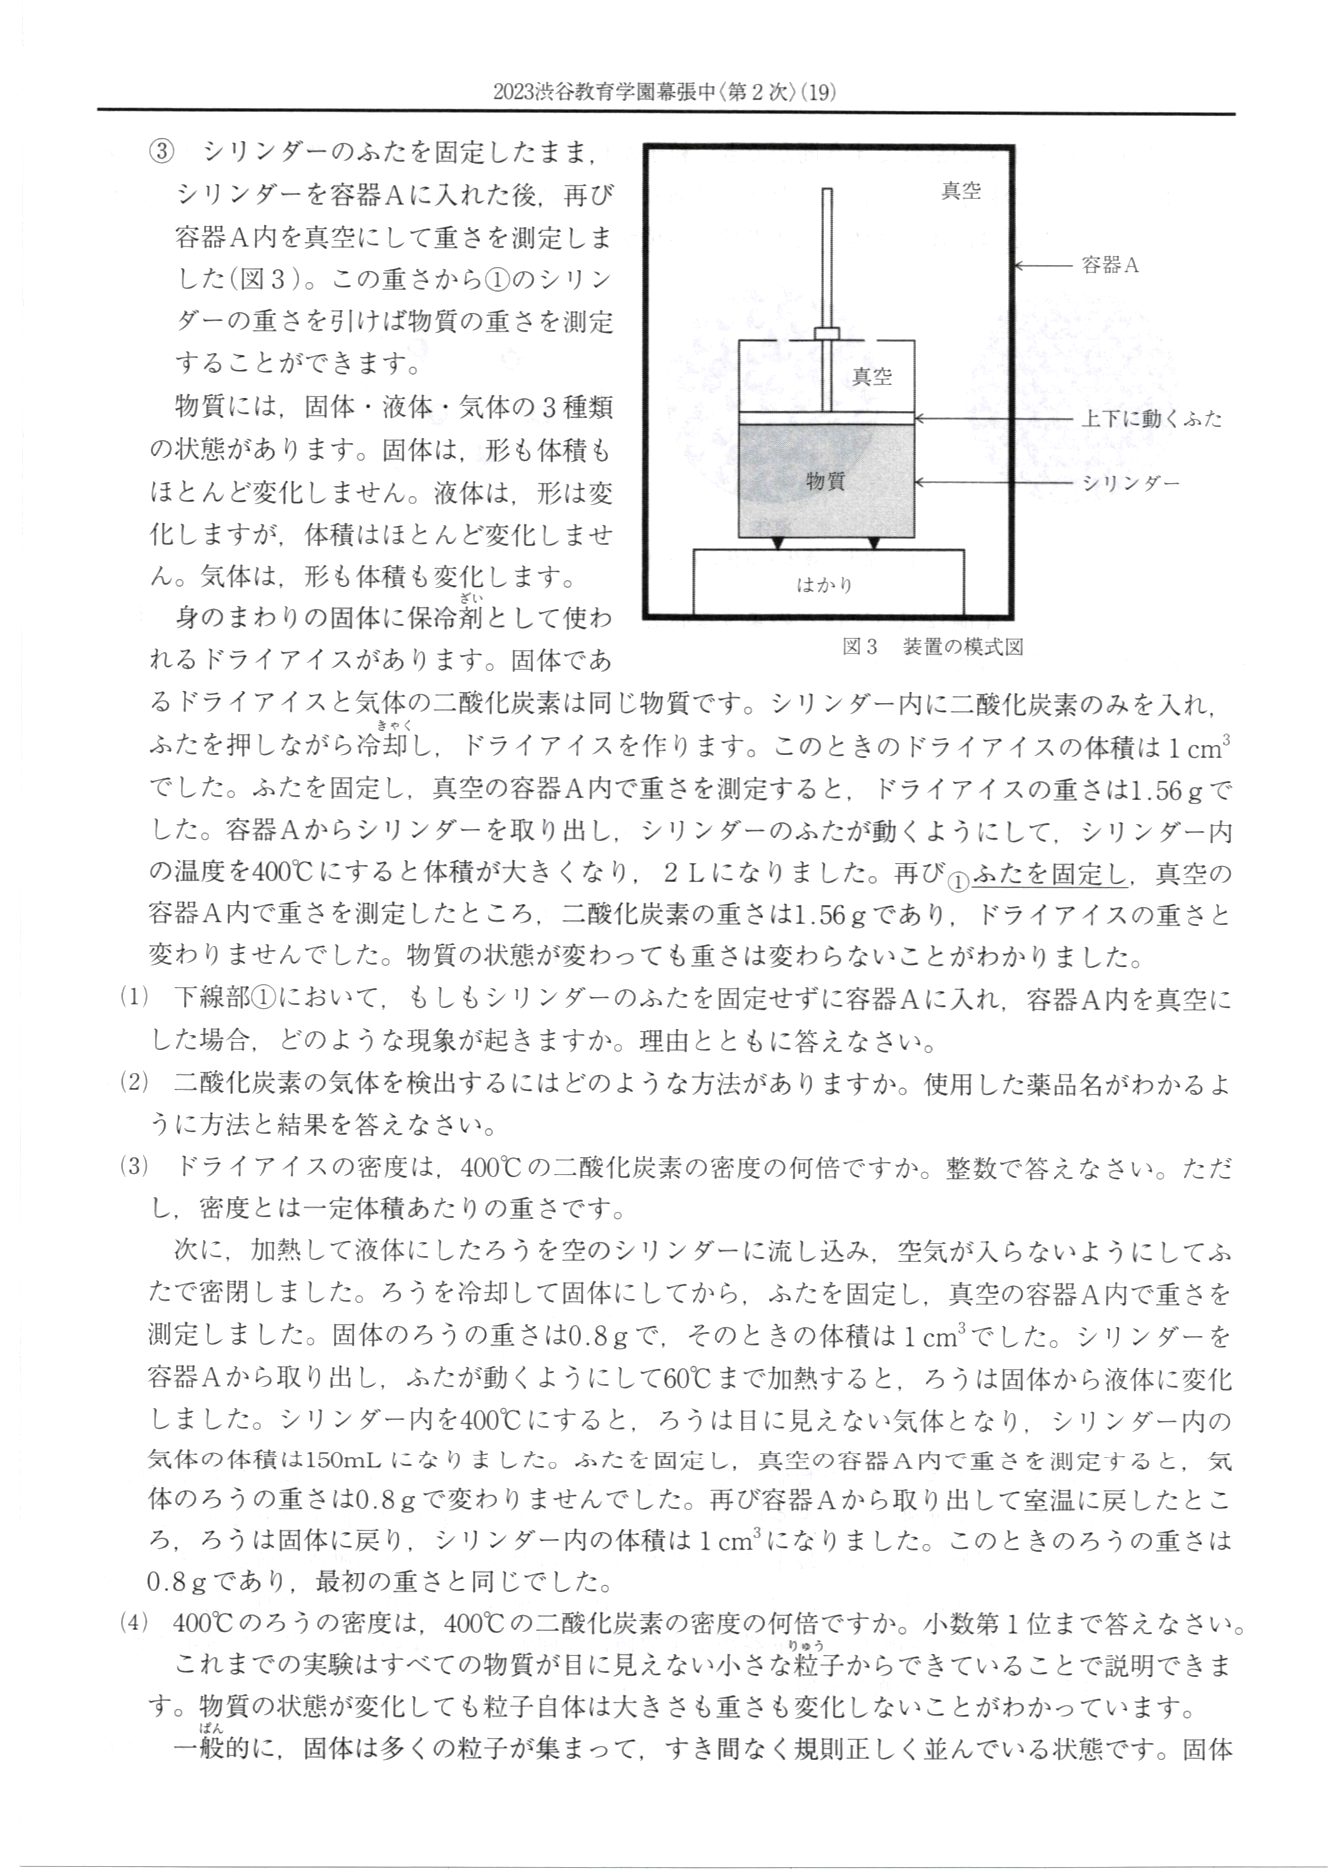 2023渋谷教育学園幕張中〈第2次〉(19)
③　シリンダーのふたを固定したまま，
シリンダーを容器Aに入れた後，再び
容器A内を真空にして重さを測定しま
した(図3)。この重さから①のシリン
ダーの重さを引けば物質の重さを測定
することができます。
物質には，固体・液体・気体の3種類
の状態があります。固体は，形も体積も
ほとんど変化しません。液体は，形は変
化しますが，体積はほとんど変化しませ
ん。気体は，形も体積も変化します。
ざい
身のまわりの固体に保冷剤として使わ
れるドライアイスがあります。固体であ
真空
容器A
真空
上下に動くふた
物質
シリンダー
はかり
図3　装置の模式図
るドライアイスと気体の二酸化炭素は同じ物質です。シリンダー内に二酸化炭素のみを入れ，
きゃく
ふたを押しながら冷却し，ドライアイスを作ります。このときのドライアイスの体積は1cm³
でした。ふたを固定し，真空の容器A内で重さを測定すると，ドライアイスの重さは1.56gで
した。容器Aからシリンダーを取り出し，シリンダーのふたが動くようにして，シリンダー内
の温度を400℃にすると体積が大きくなり，2Lになりました。再び①ふたを固定し，真空の
容器A内で重さを測定したところ，二酸化炭素の重さは1.56gであり，ドライアイスの重さと
変わりませんでした。物質の状態が変わっても重さは変わらないことがわかりました。
(1)　下線部①において，もしもシリンダーのふたを固定せずに容器Aに入れ，容器A内を真空に
した場合，どのような現象が起きますか。理由とともに答えなさい。
(2)　二酸化炭素の気体を検出するにはどのような方法がありますか。使用した薬品名がわかるよ
うに方法と結果を答えなさい。
(3)　ドライアイスの密度は，400℃の二酸化炭素の密度の何倍ですか。整数で答えなさい。ただ
し，密度とは一定体積あたりの重さです。
次に，加熱して液体にしたろうを空のシリンダーに流し込み，空気が入らないようにしてふ
たで密閉しました。ろうを冷却して固体にしてから，ふたを固定し，真空の容器A内で重さを
測定しました。固体のろうの重さは0.8gで，そのときの体積は1cm³でした。シリンダーを
容器Aから取り出し，ふたが動くようにして60℃まで加熱すると，ろうは固体から液体に変化
しました。シリンダー内を400℃にすると，ろうは目に見えない気体となり，シリンダー内の
気体の体積は150mLになりました。ふたを固定し，真空の容器A内で重さを測定すると，気
体のろうの重さは0.8gで変わりませんでした。再び容器Aから取り出して室温に戻したとこ
ろ，ろうは固体に戻り，シリンダー内の体積は1cm³になりました。このときのろうの重さは
0.8gであり，最初の重さと同じでした。
(4)　400℃のろうの密度は，400℃の二酸化炭素の密度の何倍ですか。小数第1位まで答えなさい。
りゅう
これまでの実験はすべての物質が目に見えない小さな粒子からできていることで説明できま
す。物質の状態が変化しても粒子自体は大きさも重さも変化しないことがわかっています。
ぱん
一般的に，固体は多くの粒子が集まって，すき間なく規則正しく並んでいる状態です。固体